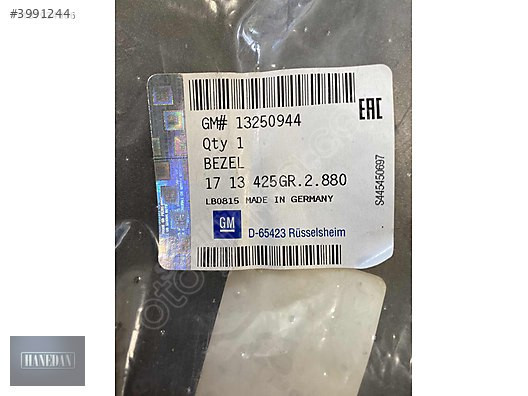 #3991244
GM# 13250944
Qty 1
BEZEL
17 13 425GR.2.880
LB0815 MADE IN GERMANY
GM
D-65423 Rüsselsheim
EAC
S445450697
HANEDAN